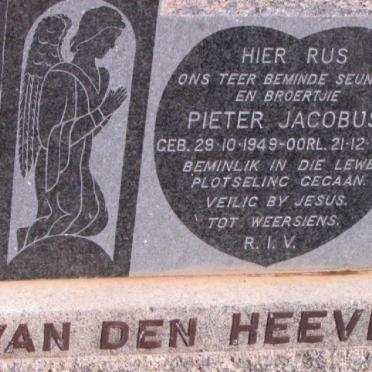 HIER RUS
ONS TEER BEMINDE SEUN
EN BROERTJIE
PIETER JACOBUS
GEB. 29·10·1949-OORL. 21·12·
BEMINLIK IN DIE LEWE
PLOTSELING GEGAAN
VEILIG BY JESUS.
TOT WEERSIENS.
R. I. V.
VAN DEN HEEV